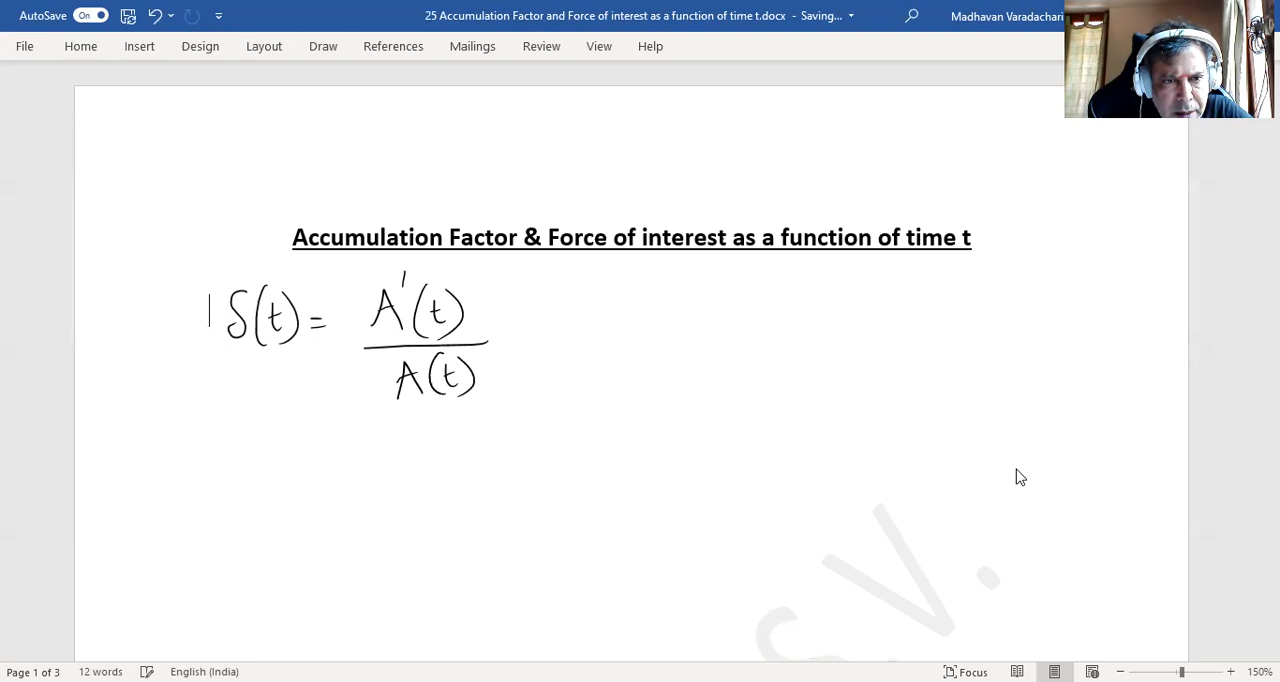 AutoSave On 25 Accumulation Factor and Force of interest as a function of time t.docx - Saving... Madhavan Varadachari
File Home Insert Design Layout Draw References Mailings Review View Help
Accumulation Factor & Force of interest as a function of time t
δ(t) = A'(t)
A(t)
S.V.
Page 1 of 3 12 words English (India) Focus 150%